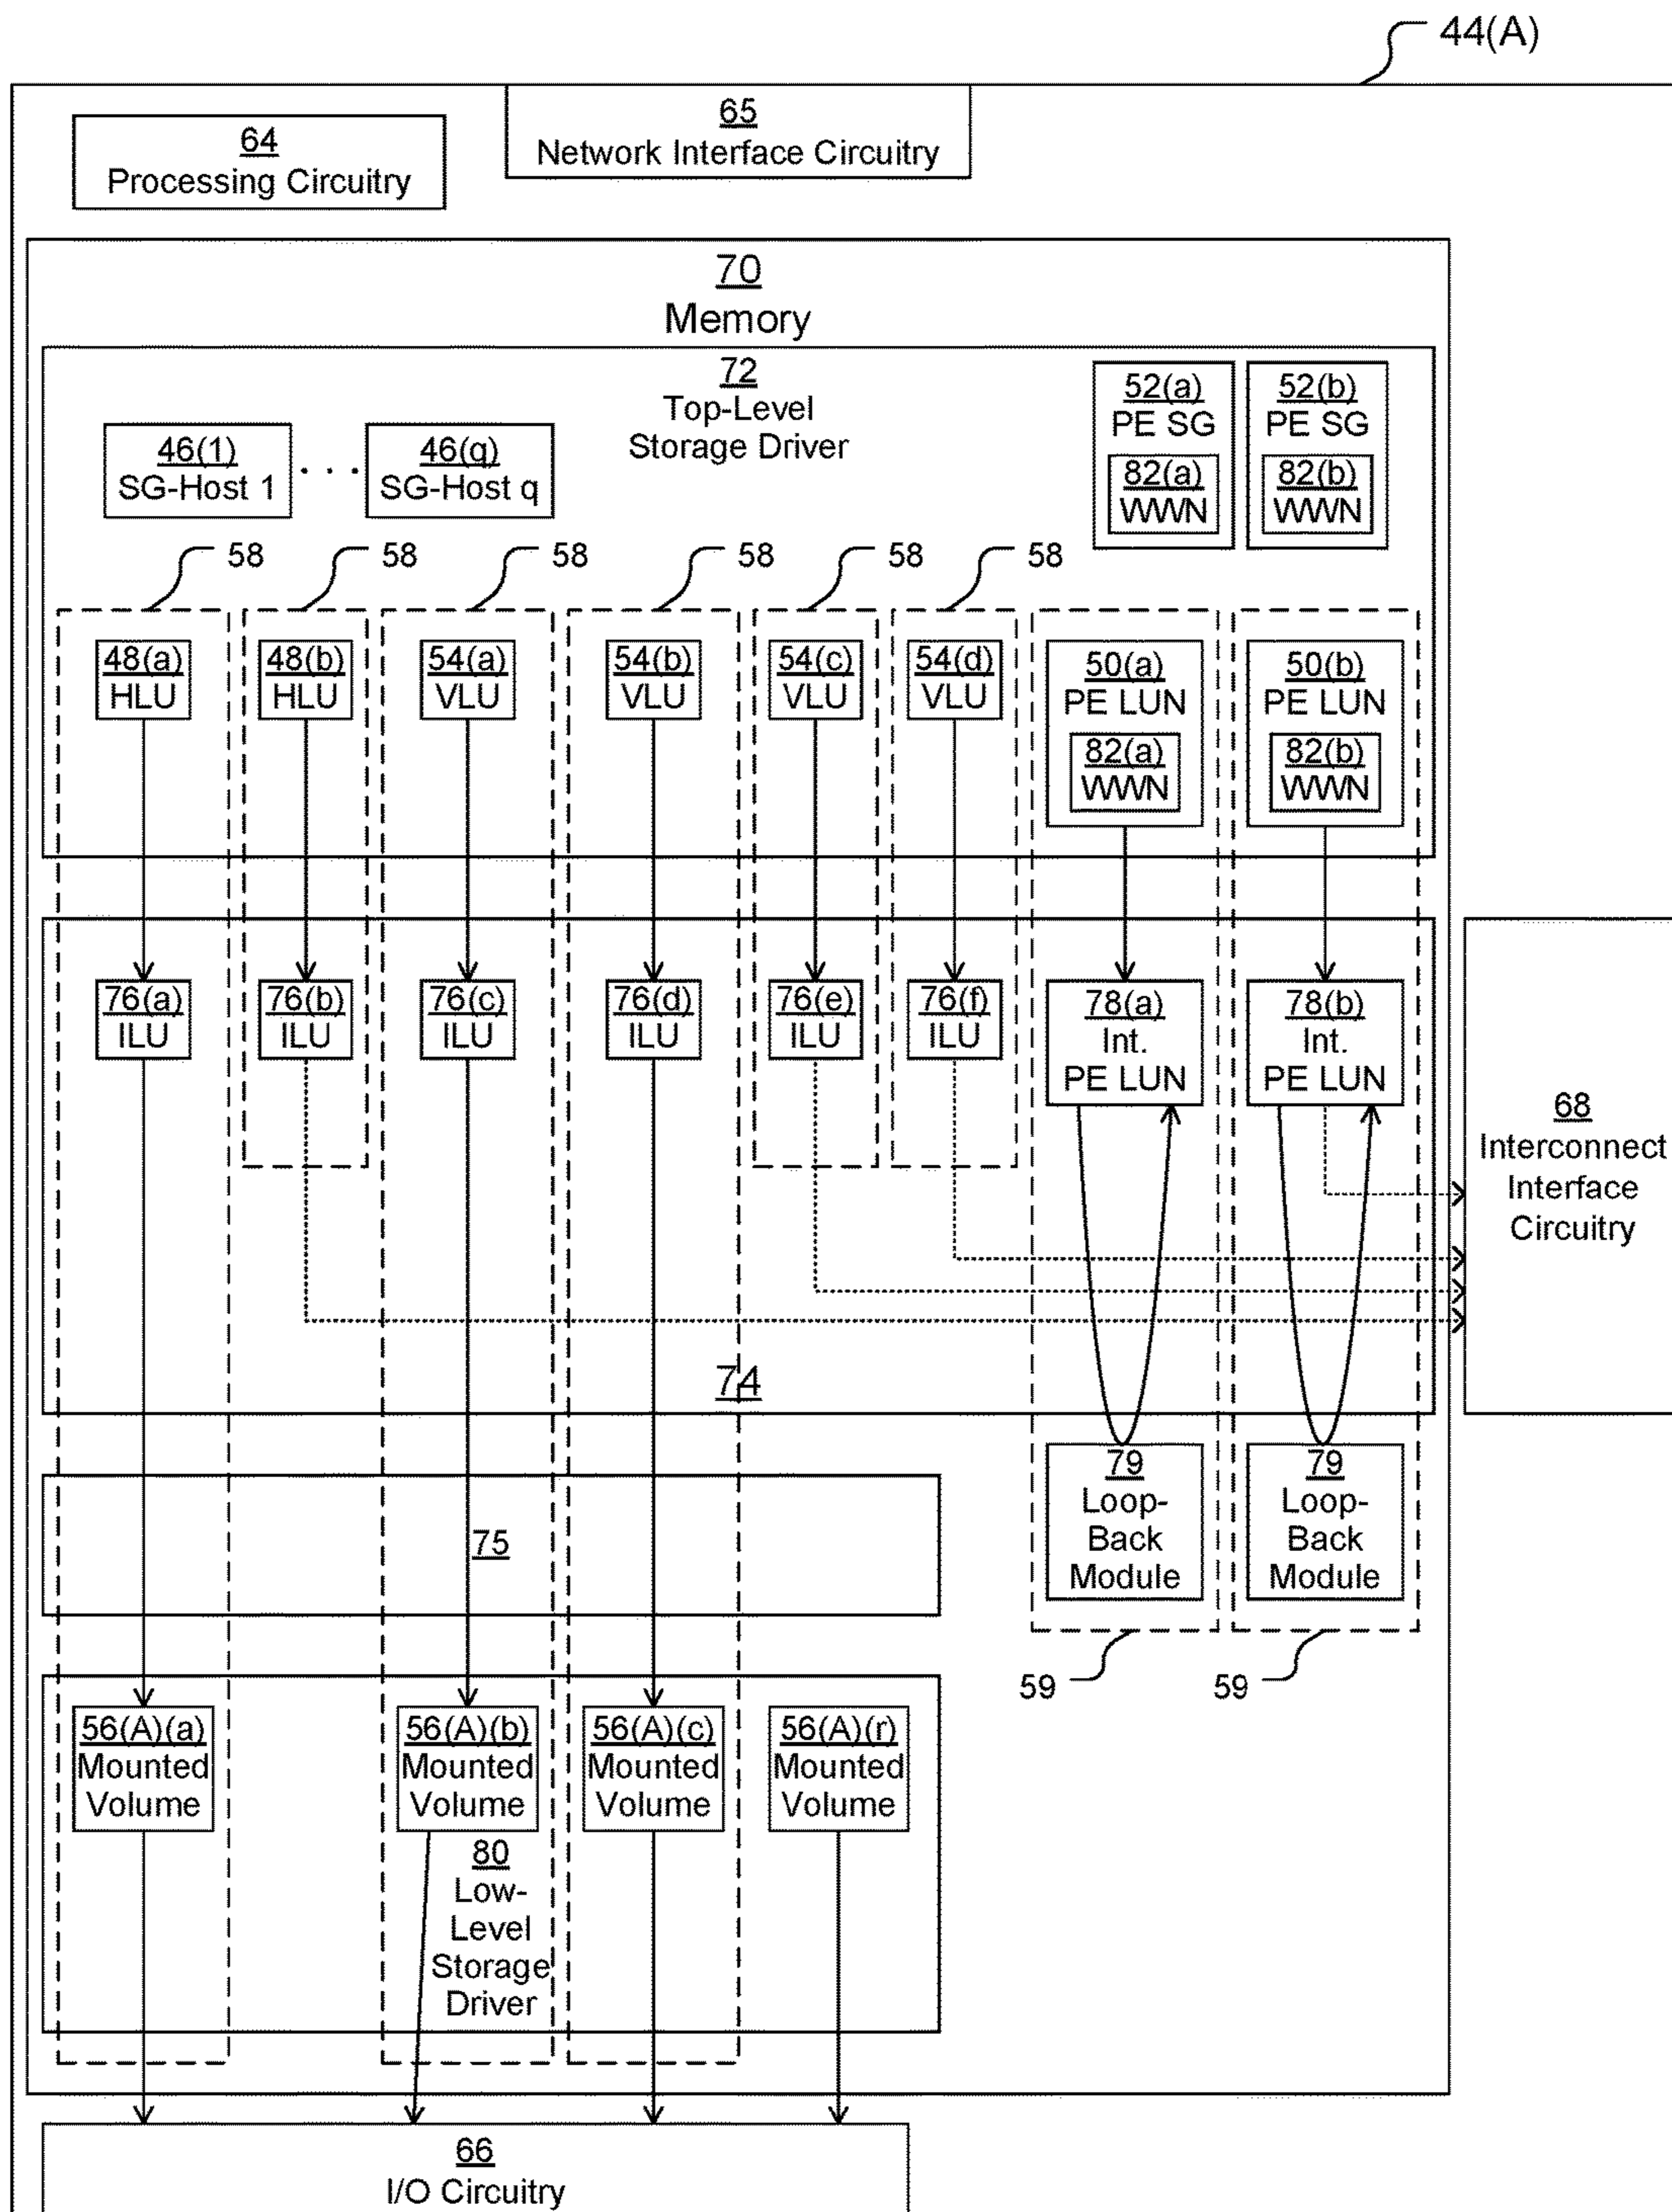 44(A)
64
Processing Circuitry
65
Network Interface Circuitry
70
Memory
72
Top-Level
Storage Driver
46(1)
SG-Host 1
. . .
46(q)
SG-Host q
52(a)
PE SG
82(a)
WWN
52(b)
PE SG
82(b)
WWN
58
58
58
58
58
58
48(a)
HLU
48(b)
HLU
54(a)
VLU
54(b)
VLU
54(c)
VLU
54(d)
VLU
50(a)
PE LUN
82(a)
WWN
50(b)
PE LUN
82(b)
WWN
76(a)
ILU
76(b)
ILU
76(c)
ILU
76(d)
ILU
76(e)
ILU
76(f)
ILU
78(a)
Int.
PE LUN
78(b)
Int.
PE LUN
68
Interconnect
Interface
Circuitry
74
79
Loop-
Back
Module
79
Loop-
Back
Module
75
59
59
56(A)(a)
Mounted
Volume
56(A)(b)
Mounted
Volume
56(A)(c)
Mounted
Volume
56(A)(r)
Mounted
Volume
80
Low-
Level
Storage
Driver
66
I/O Circuitry